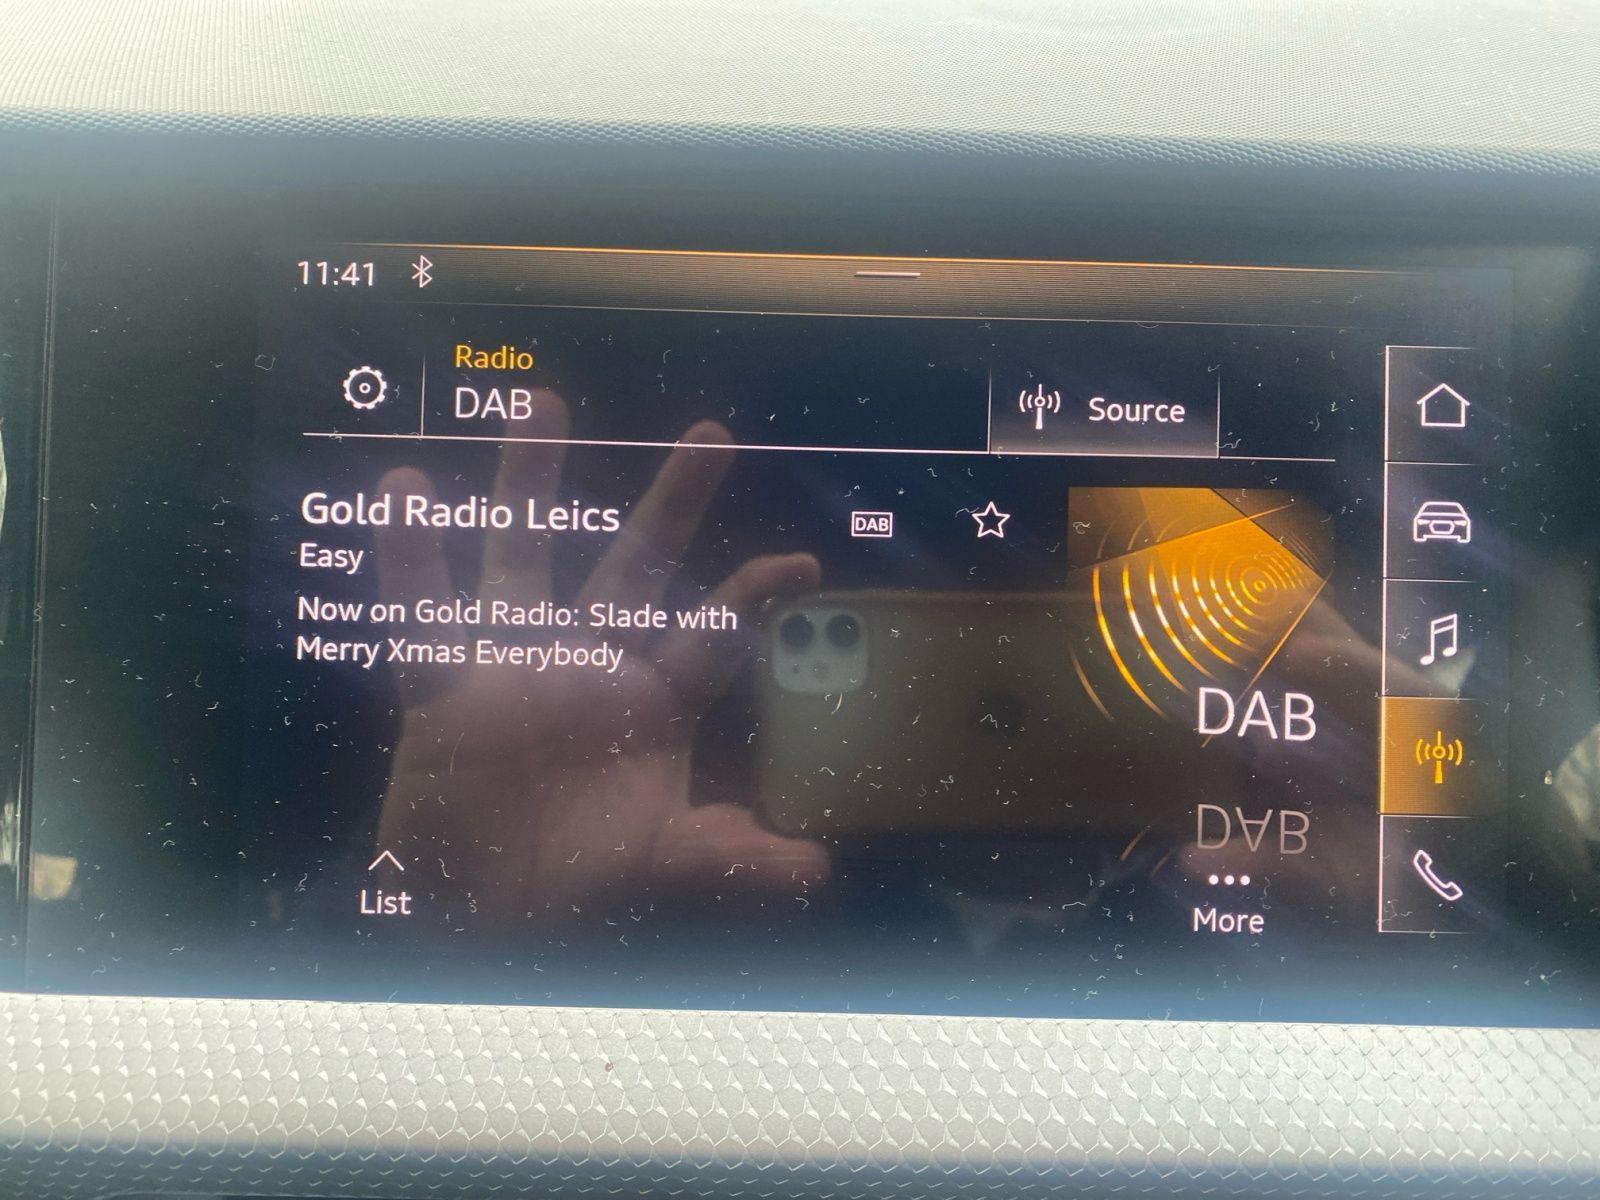 11:41
Radio
DAB
Source
Gold Radio Leics
DAB
Easy
Now on Gold Radio: Slade with
Merry Xmas Everybody
DAB
DAB
List
More